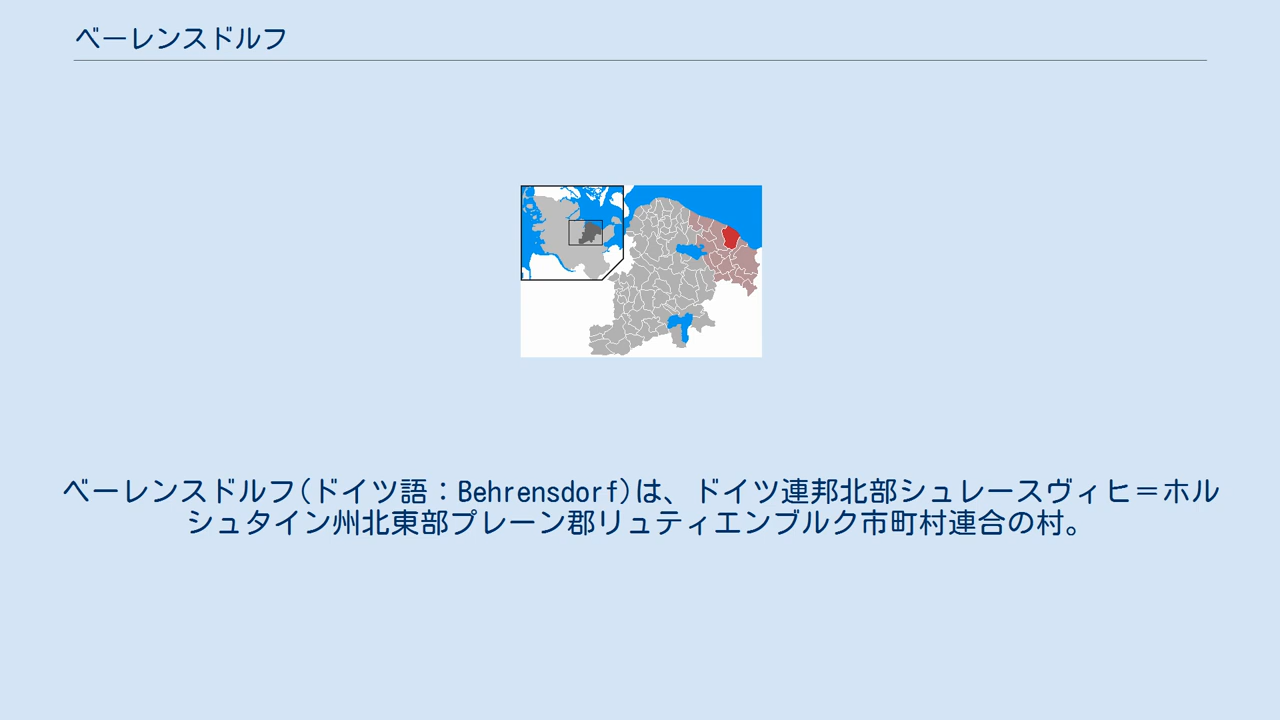 ベーレンスドルフ
ベーレンスドルフ(ドイツ語：Behrensdorf)は、ドイツ連邦北部シュレースヴィヒ＝ホル
シュタイン州北東部プレーン郡リュティエンブルク市町村連合の村。